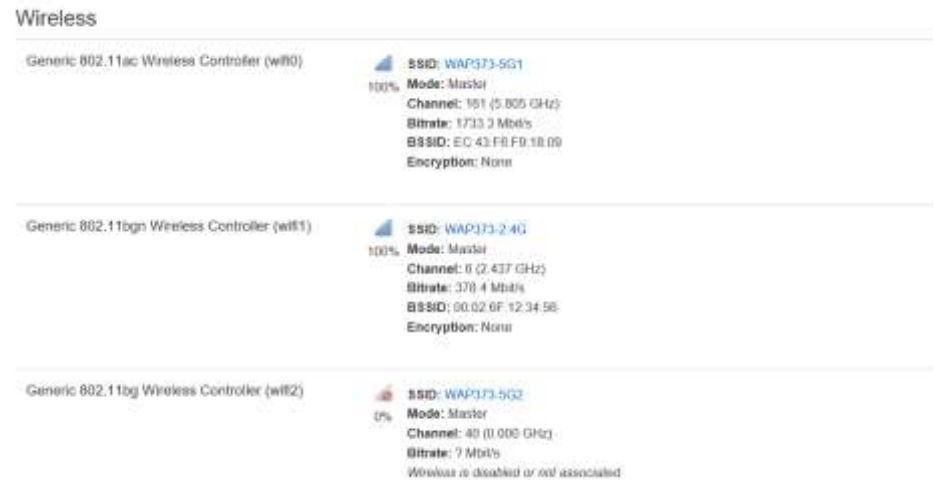 Wireless
Generic 802.11ac Wireless Controller (wifi0)
SSID: WAP373-5G1
100%
Mode: Master
Channel: 161 (5.805 GHz)
Bitrate: 1733.3 Mbit/s
BSSID: EC:43:F6:F9:18:09
Encryption: None
Generic 802.11bgn Wireless Controller (wifi1)
SSID: WAP373-2.4G
100%
Mode: Master
Channel: 6 (2.437 GHz)
Bitrate: 378.4 Mbit/s
BSSID: 00:02:6F:12:34:56
Encryption: None
Generic 802.11bg Wireless Controller (wifi2)
SSID: WAP373-5G2
0%
Mode: Master
Channel: 40 (0.000 GHz)
Bitrate: ? Mbit/s
Wireless is disabled or not associated